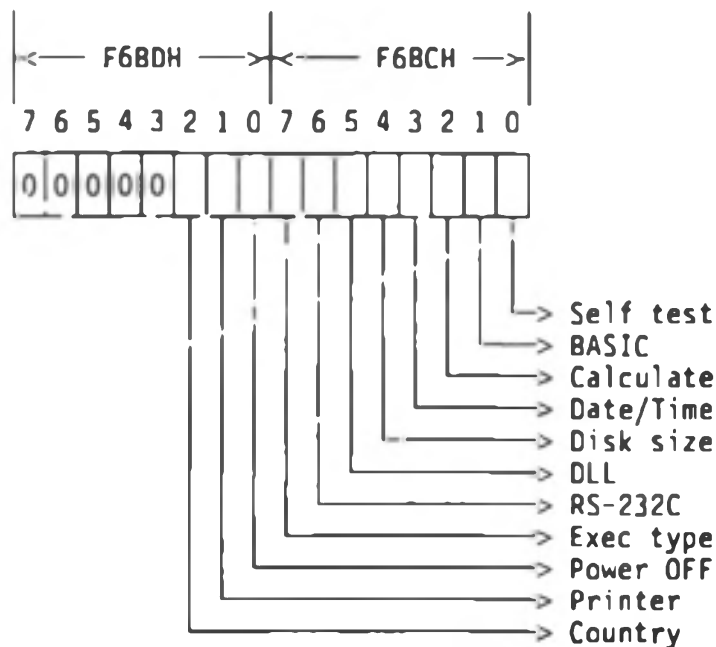 F6BDH F6BCH
7 6 5 4 3 2 1 0 7 6 5 4 3 2 1 0
0 0 0 0 0
Self test
BASIC
Calculate
Date/Time
Disk size
DLL
RS-232C
Exec type
Power OFF
Printer
Country